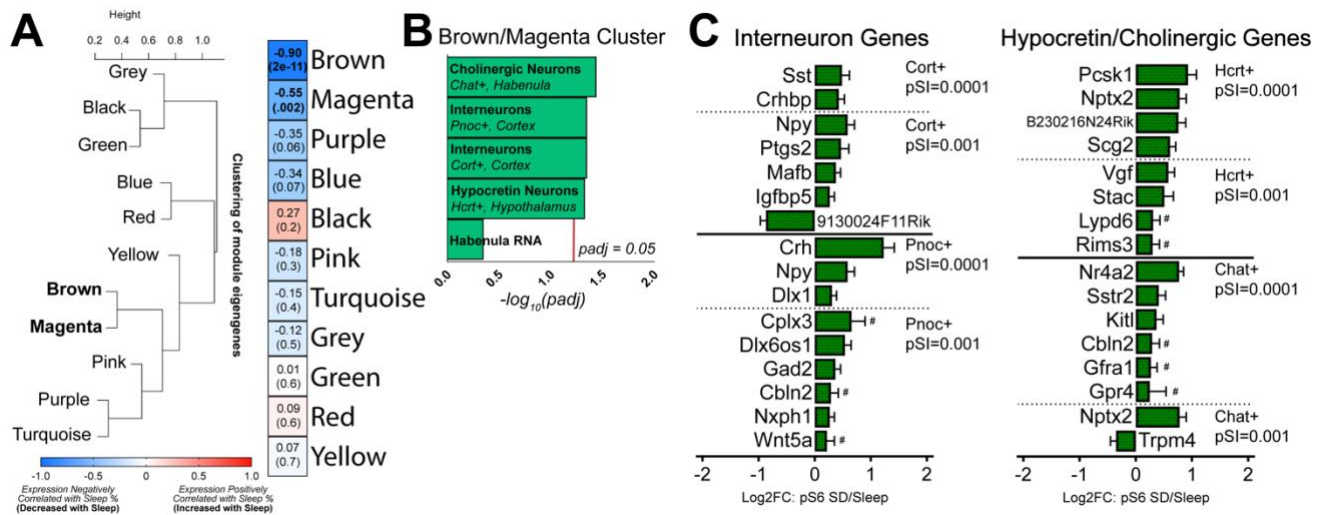 A
Height
0.2 0.4 0.6 0.8 1.0
Grey
Black
Green
Blue
Red
Yellow
Brown
Magenta
Pink
Purple
Turquoise
Clustering of module eigengenes
-1.0 -0.5 0 0.5 1.0
Expression Negatively
Correlated with Sleep %
(Decreased with Sleep)
Expression Positively
Correlated with Sleep %
(Increased with Sleep)
-0.90
(2e-11)
Brown
-0.55
(.002)
Magenta
-0.35
(0.06)
Purple
-0.34
(0.07)
Blue
0.27
(0.2)
Black
-0.18
(0.3)
Pink
-0.15
(0.4)
Turquoise
-0.12
(0.5)
Grey
0.01
(0.6)
Green
0.09
(0.6)
Red
0.07
(0.7)
Yellow
B
Brown/Magenta Cluster
Cholinergic Neurons
Chat+, Habenula
Interneurons
Pnoc+, Cortex
Interneurons
Cort+, Cortex
Hypocretin Neurons
Hcrt+, Hypothalamus
Habenula RNA
padj = 0.05
0.0 0.5 1.0 1.5 2.0
-log10(padj)
C
Interneuron Genes
Sst
Crhbp
Cort+
pSI=0.0001
Npy
Ptgs2
Mafb
Igfbp5
9130024F11Rik
Cort+
pSI=0.001
Crh
Npy
Dlx1
Pnoc+
pSI=0.0001
Cplx3 #
Dlx6os1
Gad2
Cbln2 #
Nxph1
Wnt5a #
Pnoc+
pSI=0.001
-2 -1 0 1 2
Log2FC: pS6 SD/Sleep
Hypocretin/Cholinergic Genes
Pcsk1
Nptx2
B230216N24Rik
Scg2
Hcrt+
pSI=0.0001
Vgf
Stac
Lypd6 #
Rims3 #
Hcrt+
pSI=0.001
Nr4a2
Sstr2
Kitl
Cbln2 #
Gfra1 #
Gpr4 #
Chat+
pSI=0.0001
Nptx2
Trpm4
Chat+
pSI=0.001
-2 -1 0 1 2
Log2FC: pS6 SD/Sleep